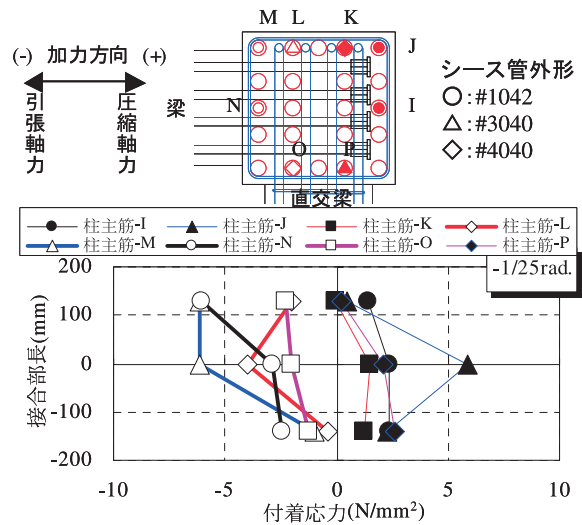 M L K
J
(-) 加力方向 (+)
引張軸力
圧縮軸力
梁
N
I
O P
直交梁
シース管外形
○:#1042
△:#3040
◇:#4040
柱主筋-I 柱主筋-J 柱主筋-K 柱主筋-L
柱主筋-M 柱主筋-N 柱主筋-O 柱主筋-P
-1/25rad.
接合部長(mm)
200
100
0
-100
-200
-10 -5 0 5 10
付着応力(N/mm²)